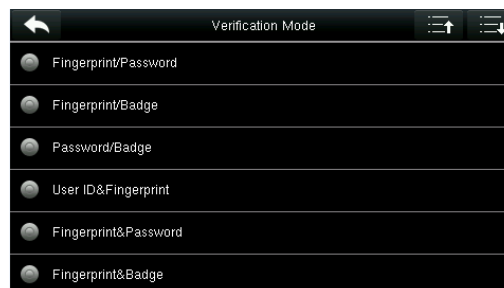 Verification Mode
Fingerprint/Password
Fingerprint/Badge
Password/Badge
User ID&Fingerprint
Fingerprint&Password
Fingerprint&Badge